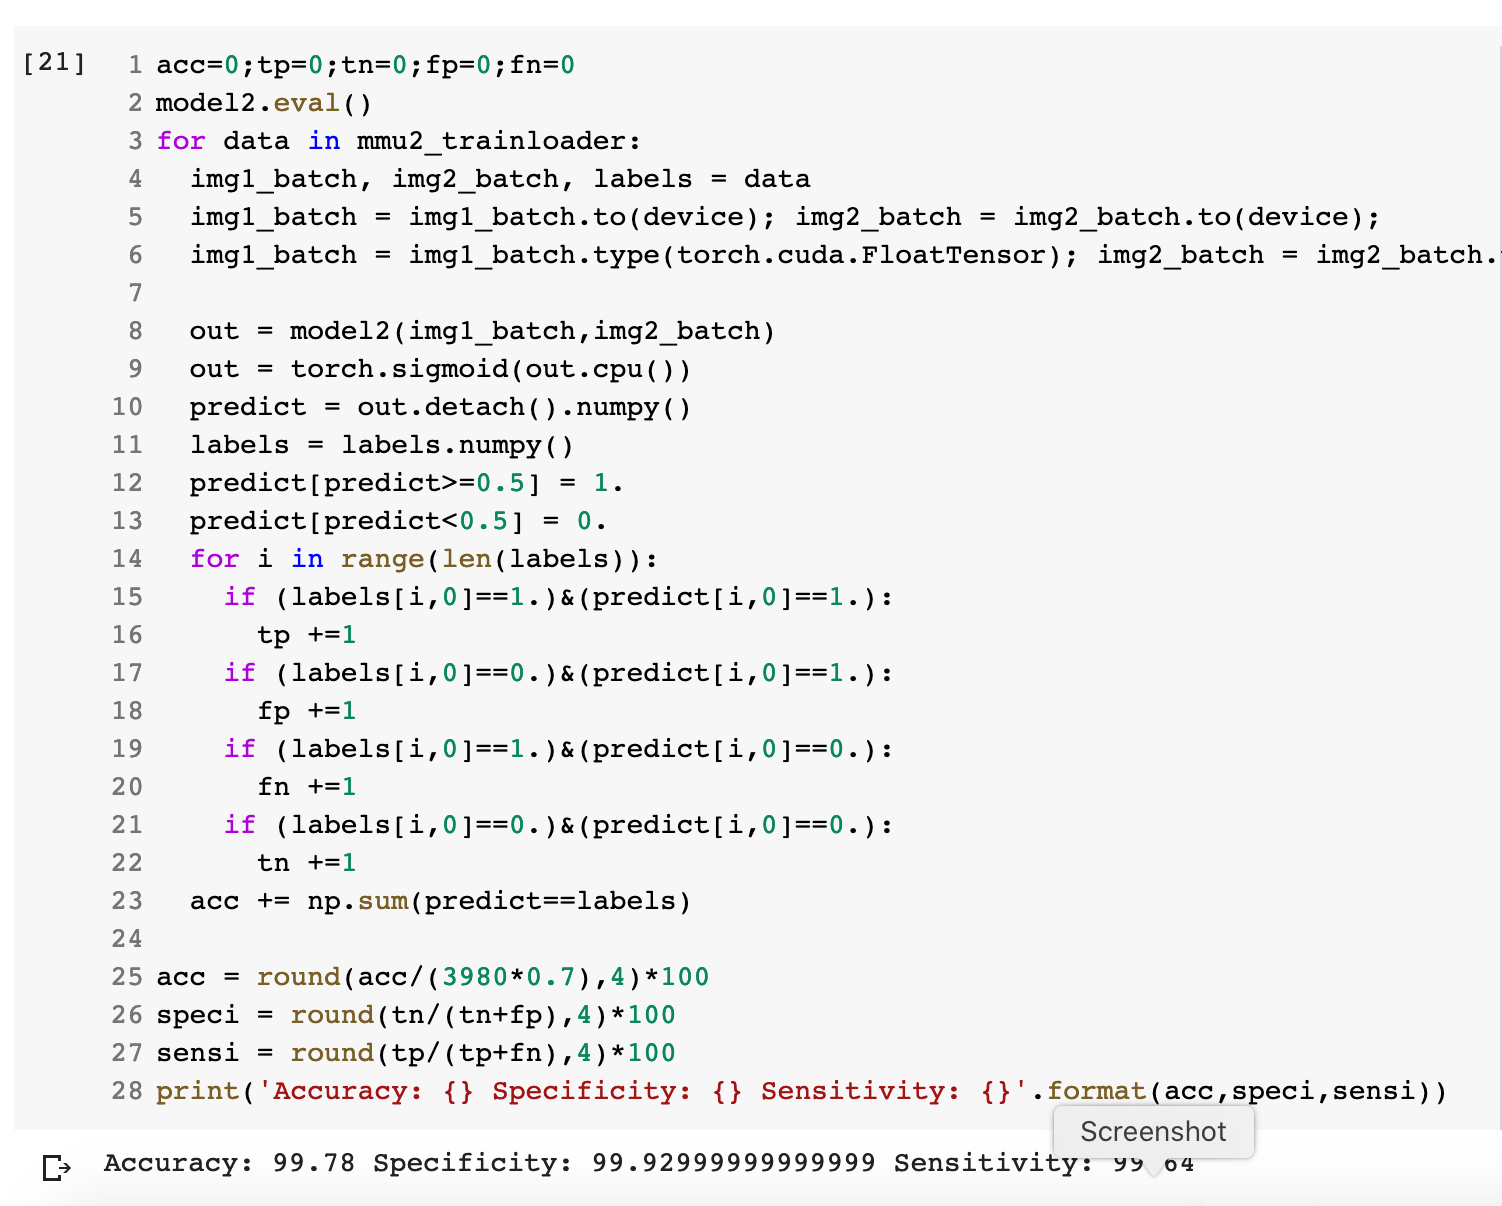 [21]
1 acc=0;tp=0;tn=0;fp=0;fn=0
2 model2.eval()
3 for data in mmu2_trainloader:
4   img1_batch, img2_batch, labels = data
5   img1_batch = img1_batch.to(device); img2_batch = img2_batch.to(device);
6   img1_batch = img1_batch.type(torch.cuda.FloatTensor); img2_batch = img2_batch.
7
8   out = model2(img1_batch,img2_batch)
9   out = torch.sigmoid(out.cpu())
10   predict = out.detach().numpy()
11   labels = labels.numpy()
12   predict[predict>=0.5] = 1.
13   predict[predict<0.5] = 0.
14   for i in range(len(labels)):
15     if (labels[i,0]==1.)&(predict[i,0]==1.):
16       tp +=1
17     if (labels[i,0]==0.)&(predict[i,0]==1.):
18       fp +=1
19     if (labels[i,0]==1.)&(predict[i,0]==0.):
20       fn +=1
21     if (labels[i,0]==0.)&(predict[i,0]==0.):
22       tn +=1
23   acc += np.sum(predict==labels)
24
25 acc = round(acc/(3980*0.7),4)*100
26 speci = round(tn/(tn+fp),4)*100
27 sensi = round(tp/(tp+fn),4)*100
28 print('Accuracy: {} Specificity: {} Sensitivity: {}'.format(acc,speci,sensi))
Screenshot
Accuracy: 99.78 Specificity: 99.92999999999999 Sensitivity: 99.64